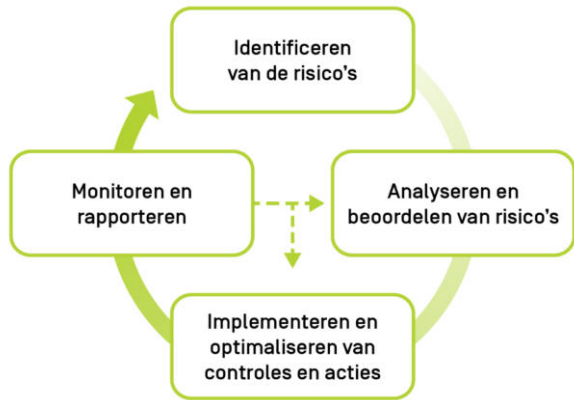 Identificeren
van de risico's
Monitoren en
rapporteren
Analyseren en
beoordelen van risico's
Implementeren en
optimaliseren van
controles en acties